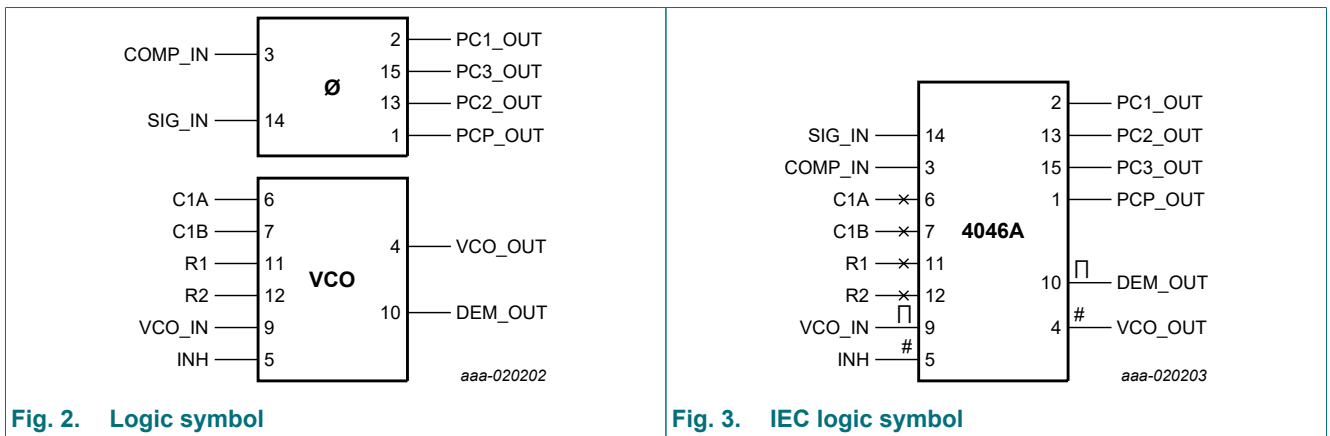 COMP_IN 3
SIG_IN 14
Ø
2 PC1_OUT
15 PC3_OUT
13 PC2_OUT
1 PCP_OUT
C1A 6
C1B 7
R1 11
R2 12
VCO_IN 9
INH 5
VCO
4 VCO_OUT
10 DEM_OUT
aaa-020202
Fig. 2. Logic symbol
SIG_IN 14
COMP_IN 3
C1A 6
C1B 7
R1 11
R2 12
VCO_IN ∏ 9
INH # 5
4046A
2 PC1_OUT
13 PC2_OUT
15 PC3_OUT
1 PCP_OUT
10 ∏ DEM_OUT
4 # VCO_OUT
aaa-020203
Fig. 3. IEC logic symbol